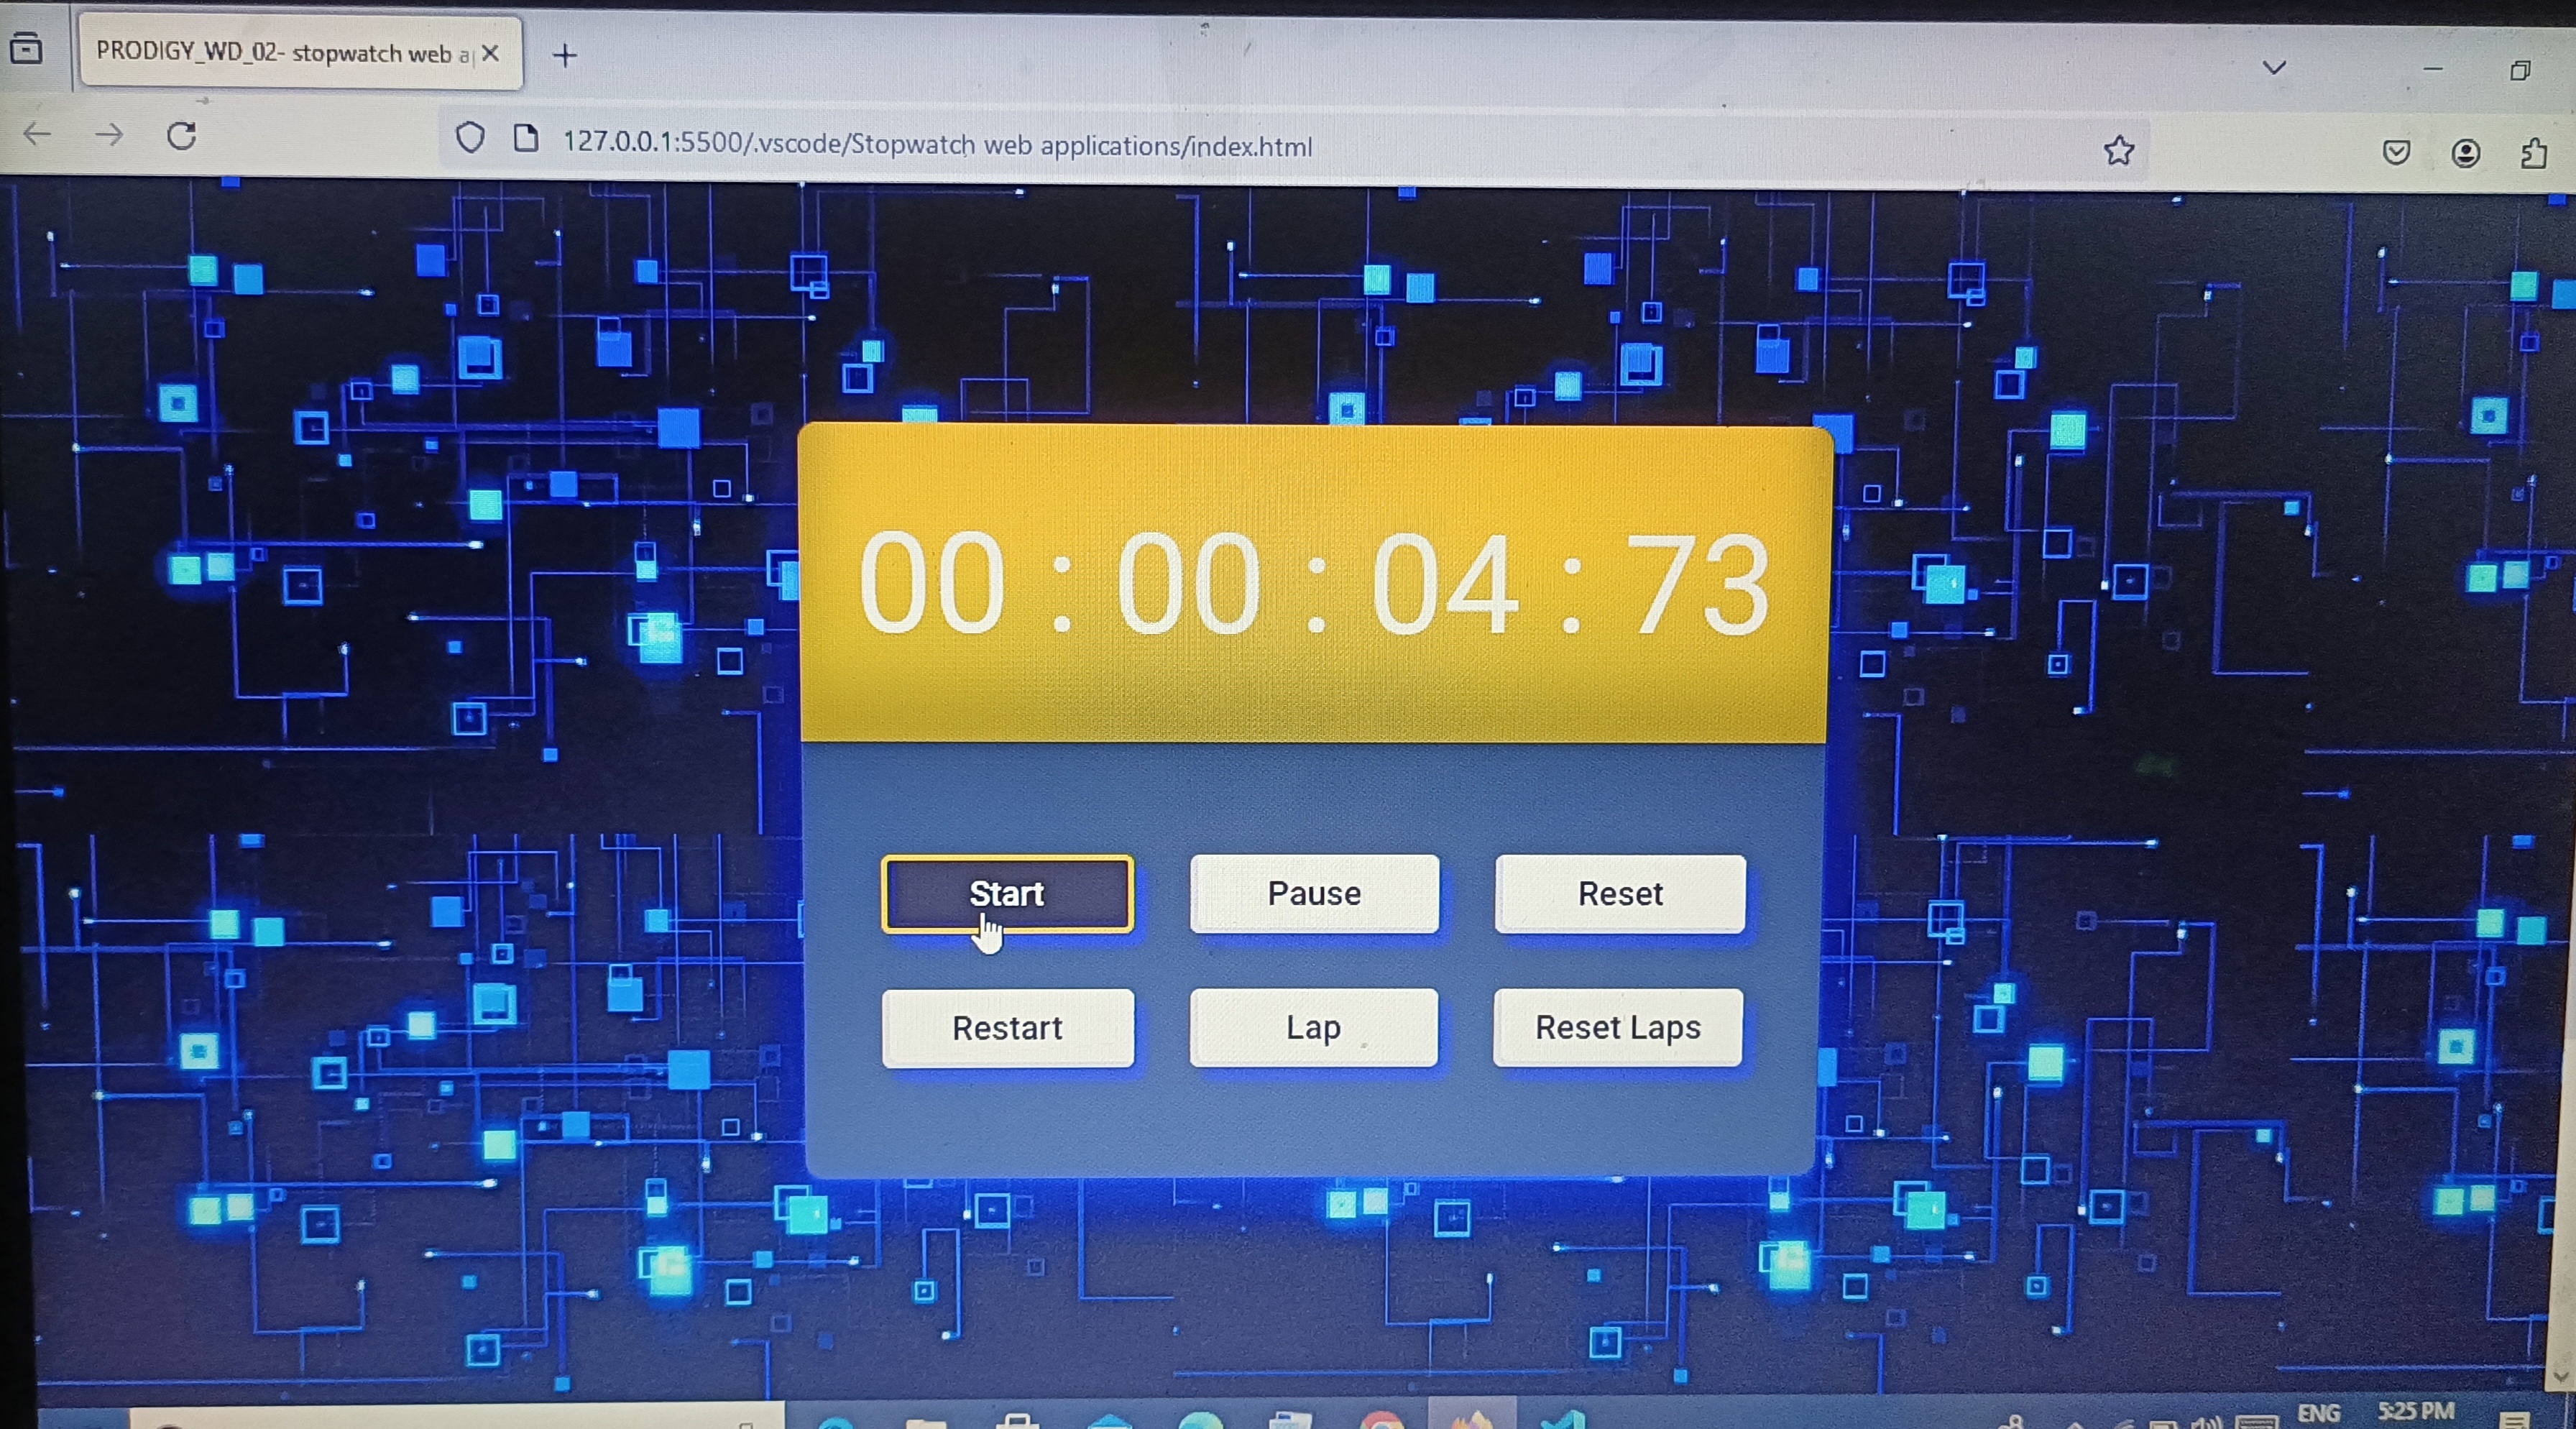 PRODIGY_WD_02- stopwatch web a
127.0.0.1:5500/.vscode/Stopwatch web applications/index.html
00 : 00 : 04 : 73
Start Pause Reset
Restart Lap Reset Laps
ENG 5:25 PM